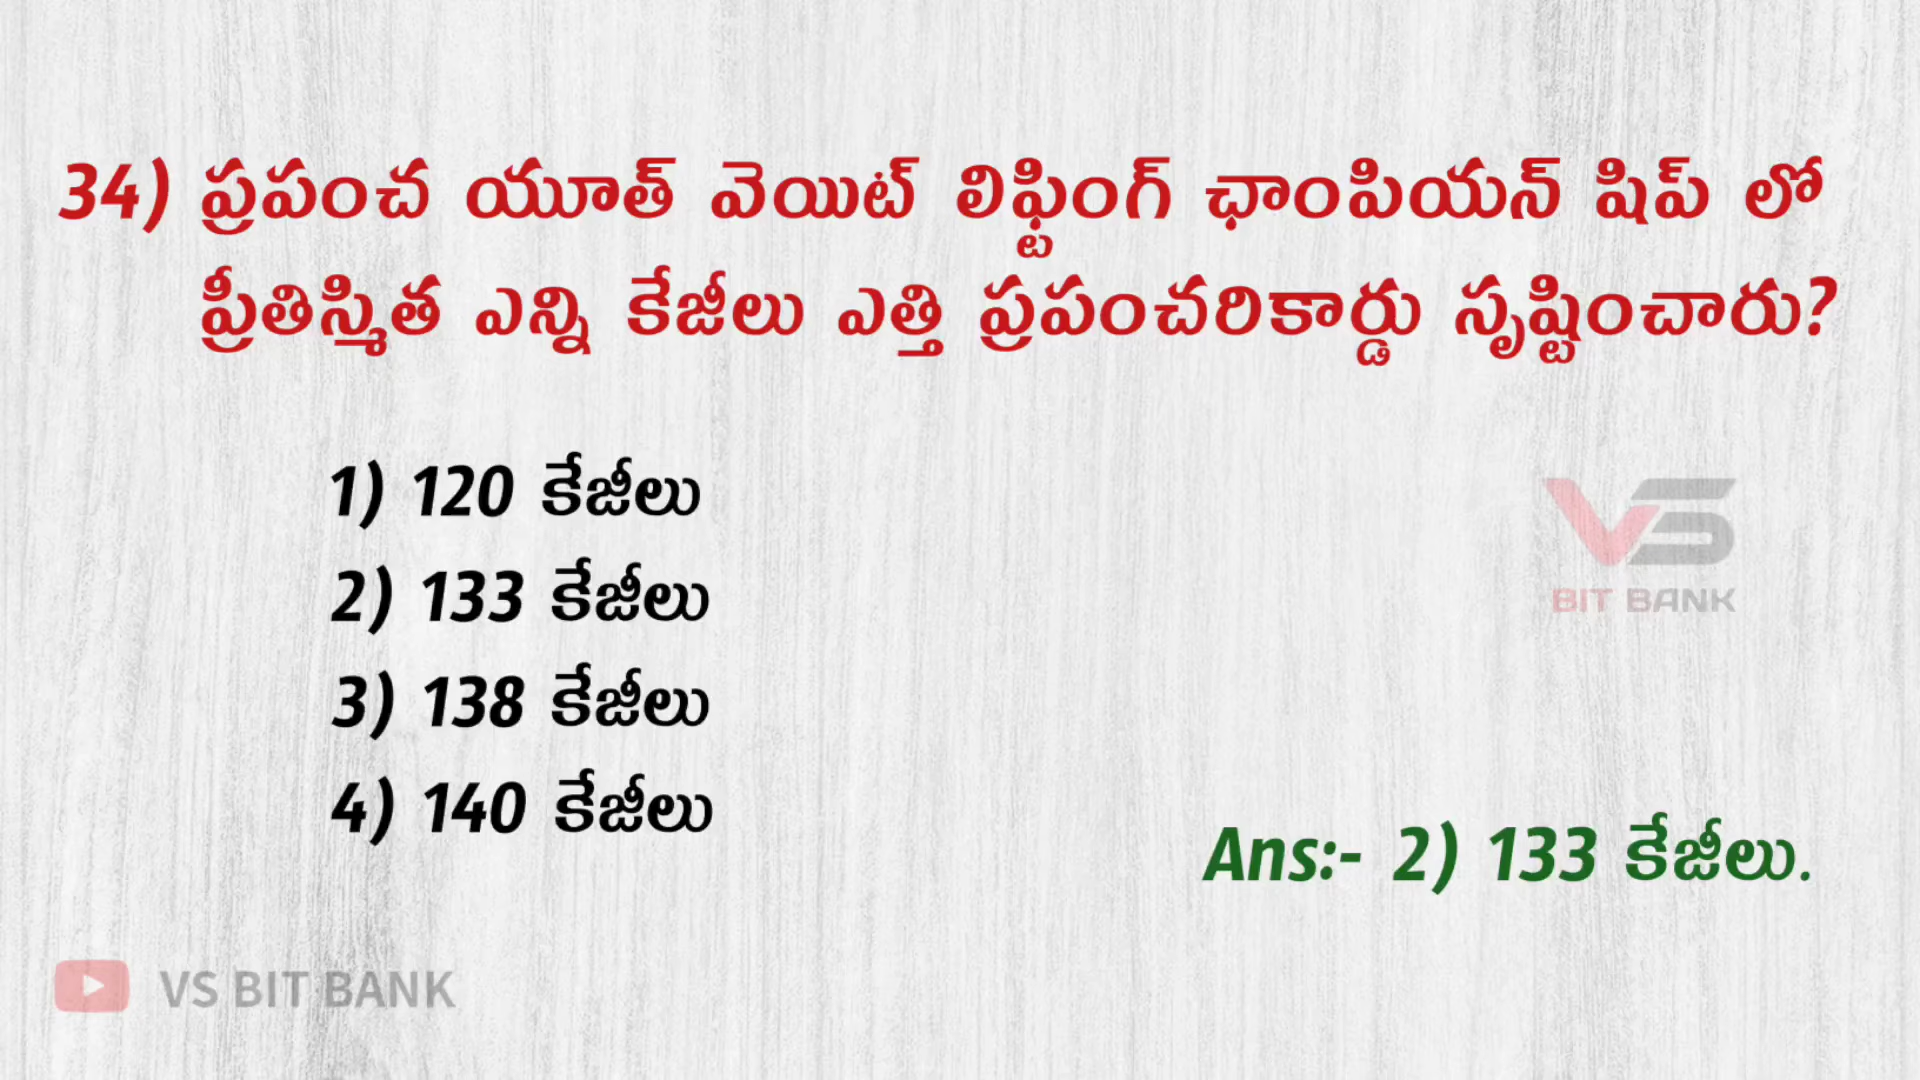 34) ప్రపంచ యూత్ వెయిట్ లిఫ్టింగ్ ఛాంపియన్ షిప్ లో
ప్రీతిస్మిత ఎన్ని కేజీలు ఎత్తి ప్రపంచరికార్డు సృష్టించారు?
1) 120 కేజీలు
2) 133 కేజీలు
3) 138 కేజీలు
4) 140 కేజీలు
VS
BIT BANK
Ans:- 2) 133 కేజీలు.
VS BIT BANK